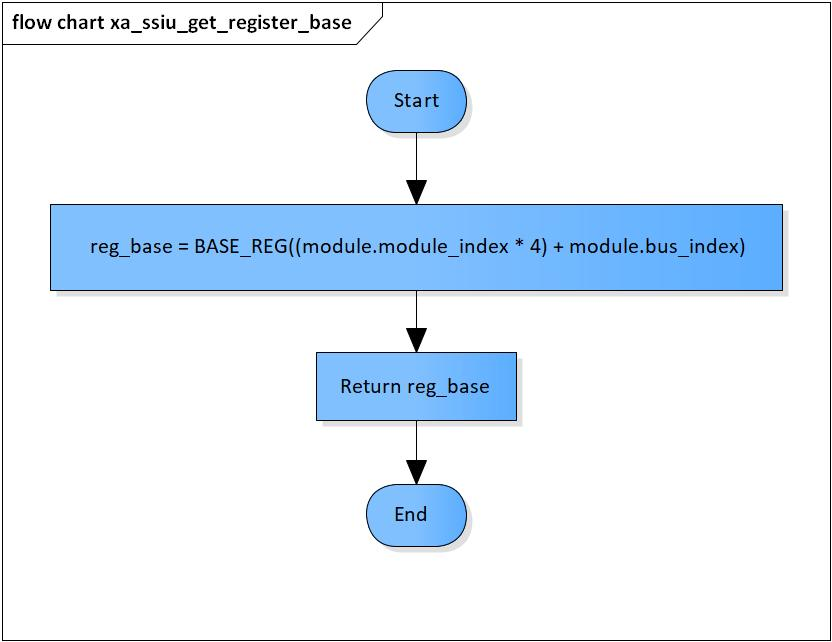 flow chart xa_ssiu_get_register_base
Start
reg_base = BASE_REG((module.module_index * 4) + module.bus_index)
Return reg_base
End